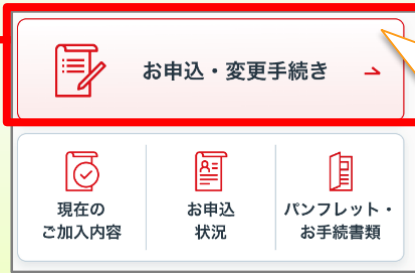 お申込・変更手続き
現在の
ご加入内容
お申込
状況
パンフレット・
お手続書類